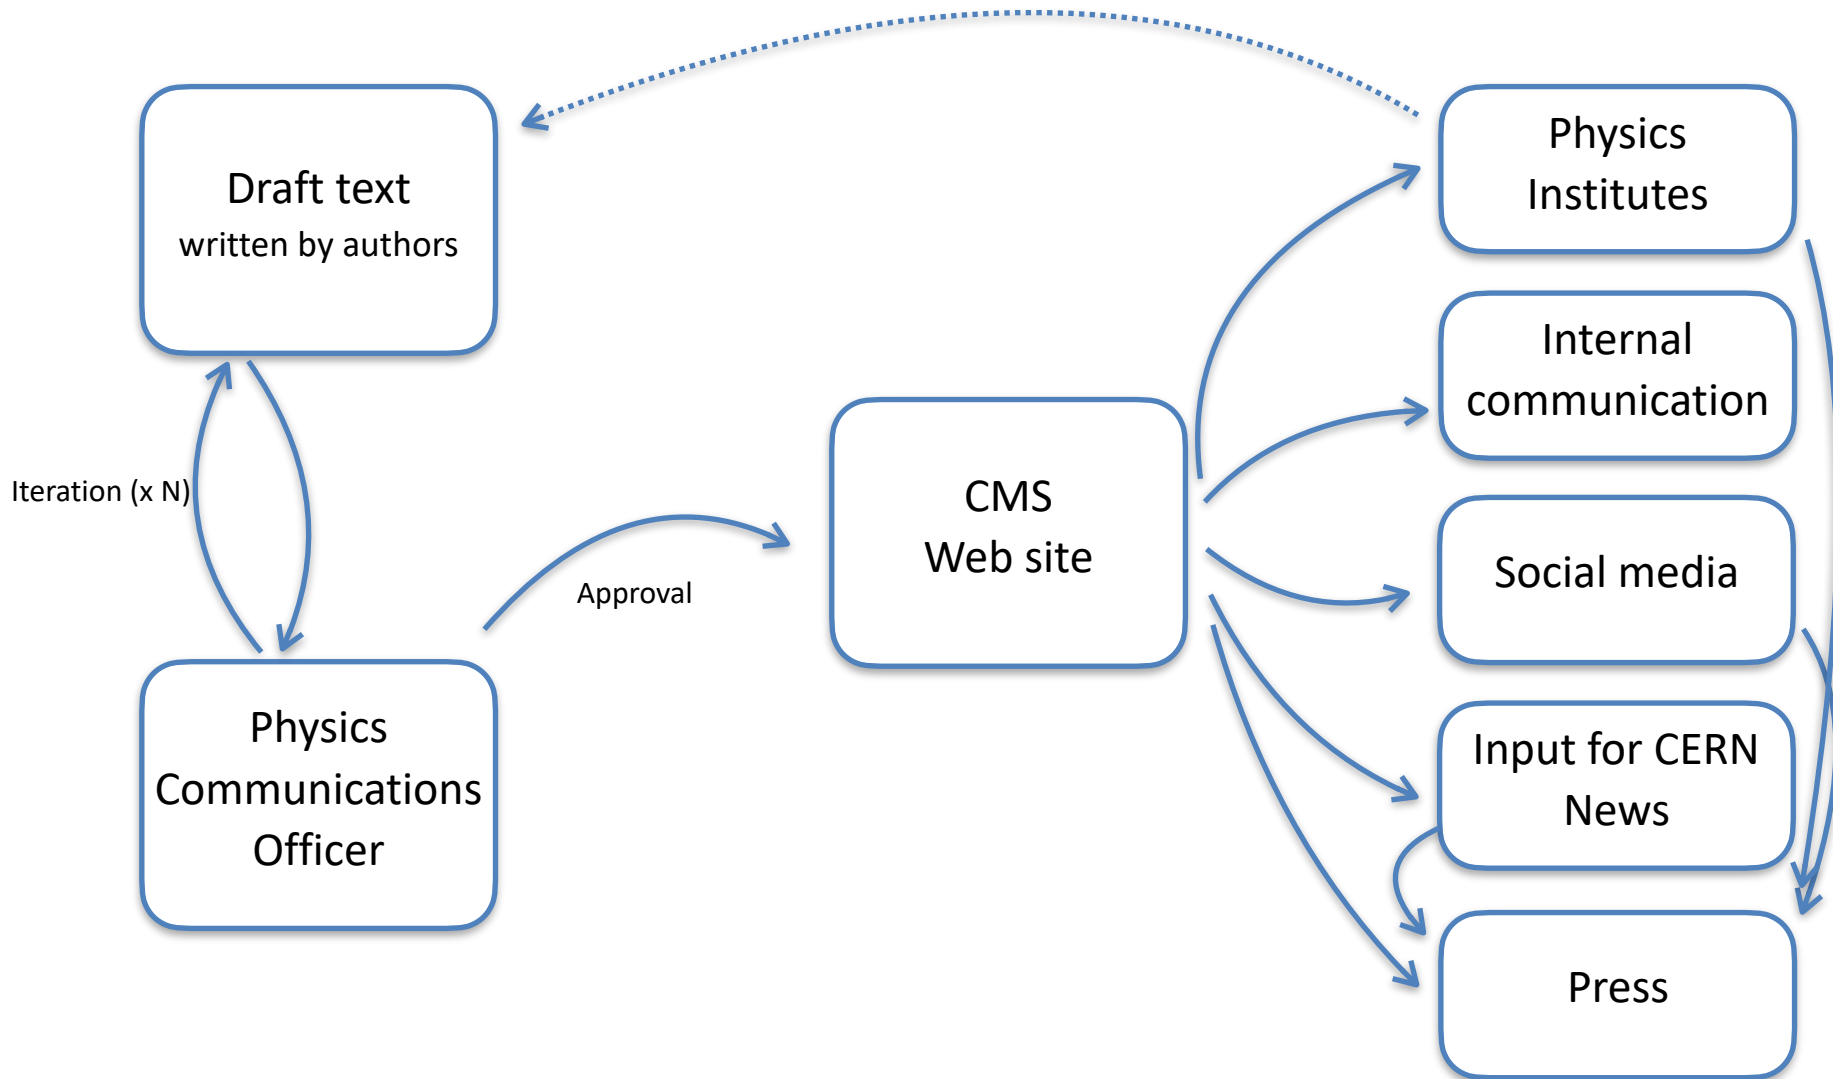 Draft text
written by authors
Iteration (x N)
Physics
Communications
Officer
Approval
CMS
Web site
Physics
Institutes
Internal
communication
Social media
Input for CERN
News
Press